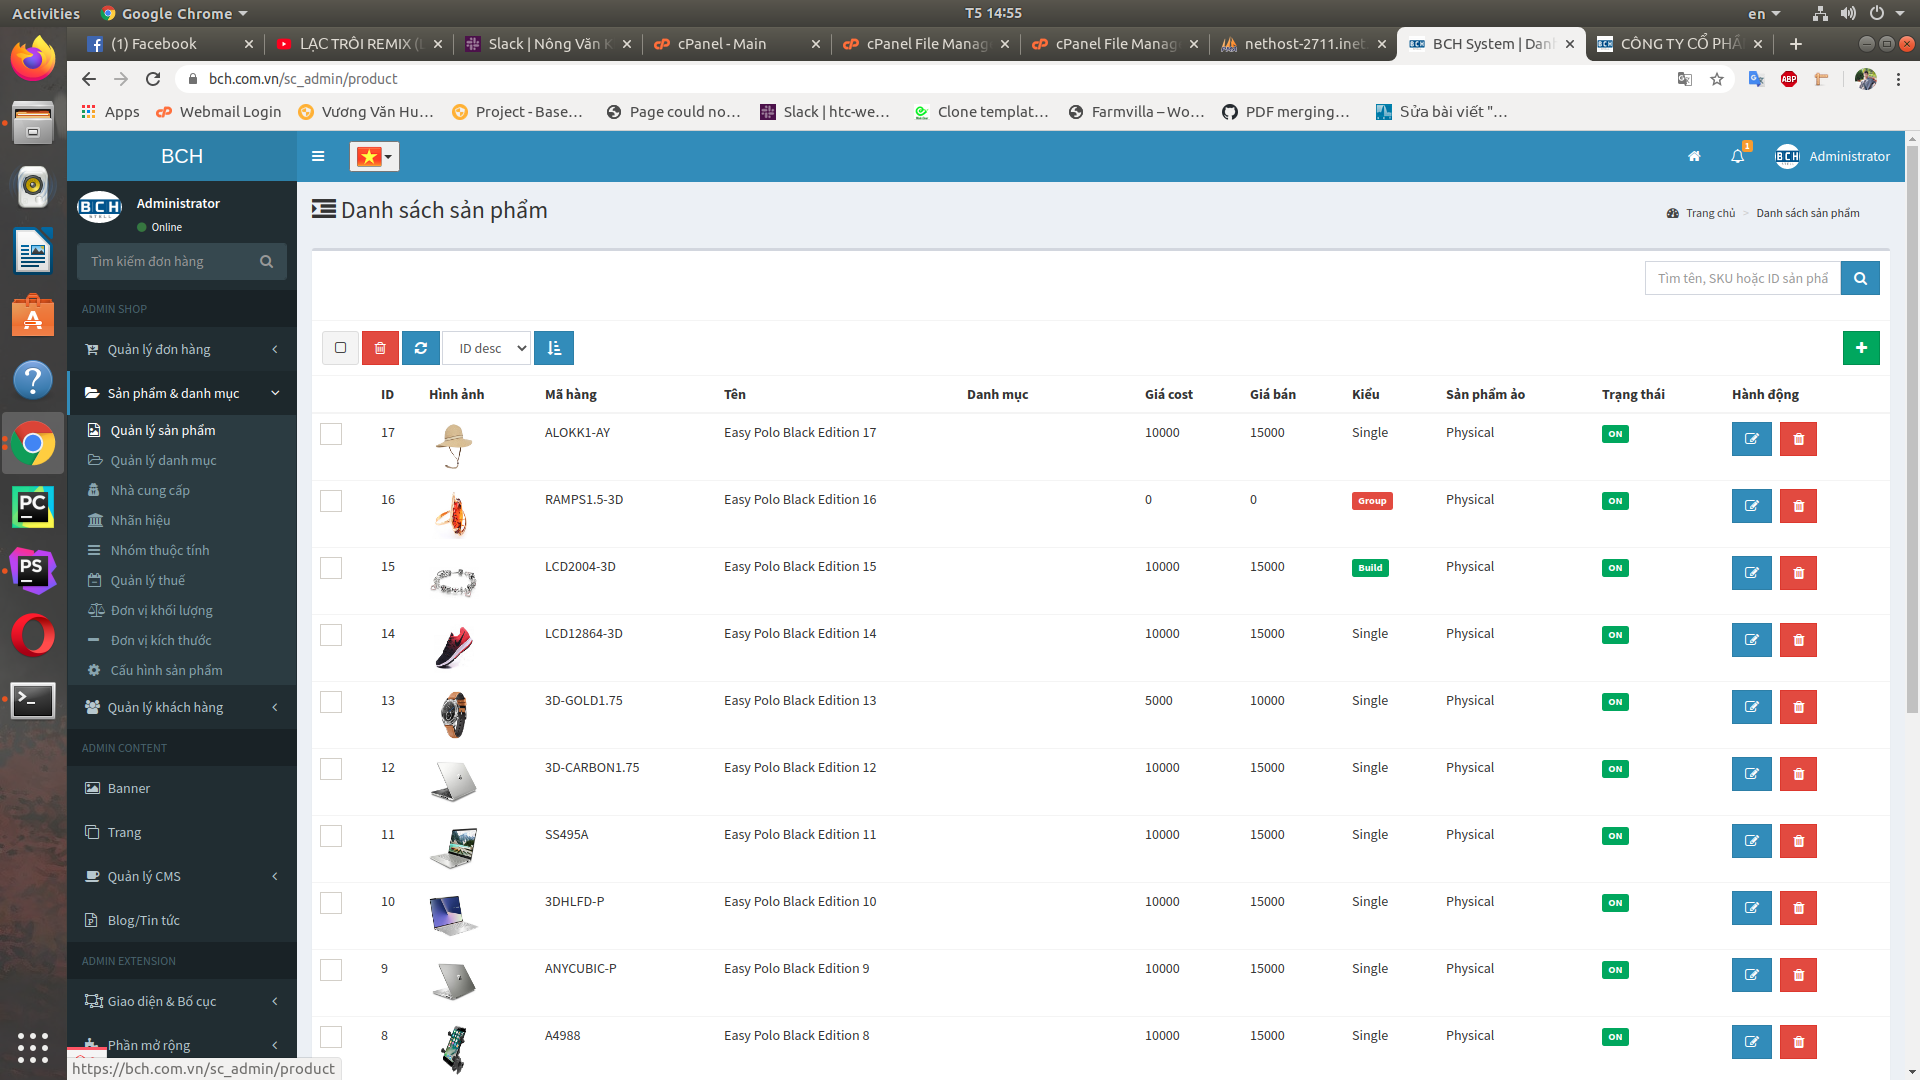 Activities
Google Chrome
T5 14:55
en
(1) Facebook
LẠC TRÔI REMIX (
Slack | Nông Văn K
cPanel - Main
cPanel File Manag
cPanel File Manag
nethost-2711.inet
BCH System | Dan
CÔNG TY CỔ PHẦ
bch.com.vn/sc_admin/product
Apps
Webmail Login
Vương Văn Hu...
Project - Base...
Page could no...
Slack | htc-we...
Clone templat...
Farmvilla – Wo...
PDF merging...
Sửa bài viết "...
BCH
1
Administrator
Administrator
Online
Tìm kiếm đơn hàng
ADMIN SHOP
Quản lý đơn hàng
Sản phẩm & danh mục
Quản lý sản phẩm
Quản lý danh mục
Nhà cung cấp
Nhãn hiệu
Nhóm thuộc tính
Quản lý thuế
Đơn vị khối lượng
Đơn vị kích thước
Cấu hình sản phẩm
Quản lý khách hàng
ADMIN CONTENT
Banner
Trang
Quản lý CMS
Blog/Tin tức
ADMIN EXTENSION
Giao diện & Bố cục
Phần mở rộng
https://bch.com.vn/sc_admin/product
Danh sách sản phẩm
Trang chủ > Danh sách sản phẩm
Tìm tên, SKU hoặc ID sản phẩ
ID desc
ID Hình ảnh Mã hàng Tên Danh mục Giá cost Giá bán Kiểu Sản phẩm ảo Trạng thái Hành động
17 ALOKK1-AY Easy Polo Black Edition 17 10000 15000 Single Physical ON
16 RAMPS1.5-3D Easy Polo Black Edition 16 0 0 Group Physical ON
15 LCD2004-3D Easy Polo Black Edition 15 10000 15000 Build Physical ON
14 LCD12864-3D Easy Polo Black Edition 14 10000 15000 Single Physical ON
13 3D-GOLD1.75 Easy Polo Black Edition 13 5000 10000 Single Physical ON
12 3D-CARBON1.75 Easy Polo Black Edition 12 10000 15000 Single Physical ON
11 SS495A Easy Polo Black Edition 11 10000 15000 Single Physical ON
10 3DHLFD-P Easy Polo Black Edition 10 10000 15000 Single Physical ON
9 ANYCUBIC-P Easy Polo Black Edition 9 10000 15000 Single Physical ON
8 A4988 Easy Polo Black Edition 8 10000 15000 Single Physical ON